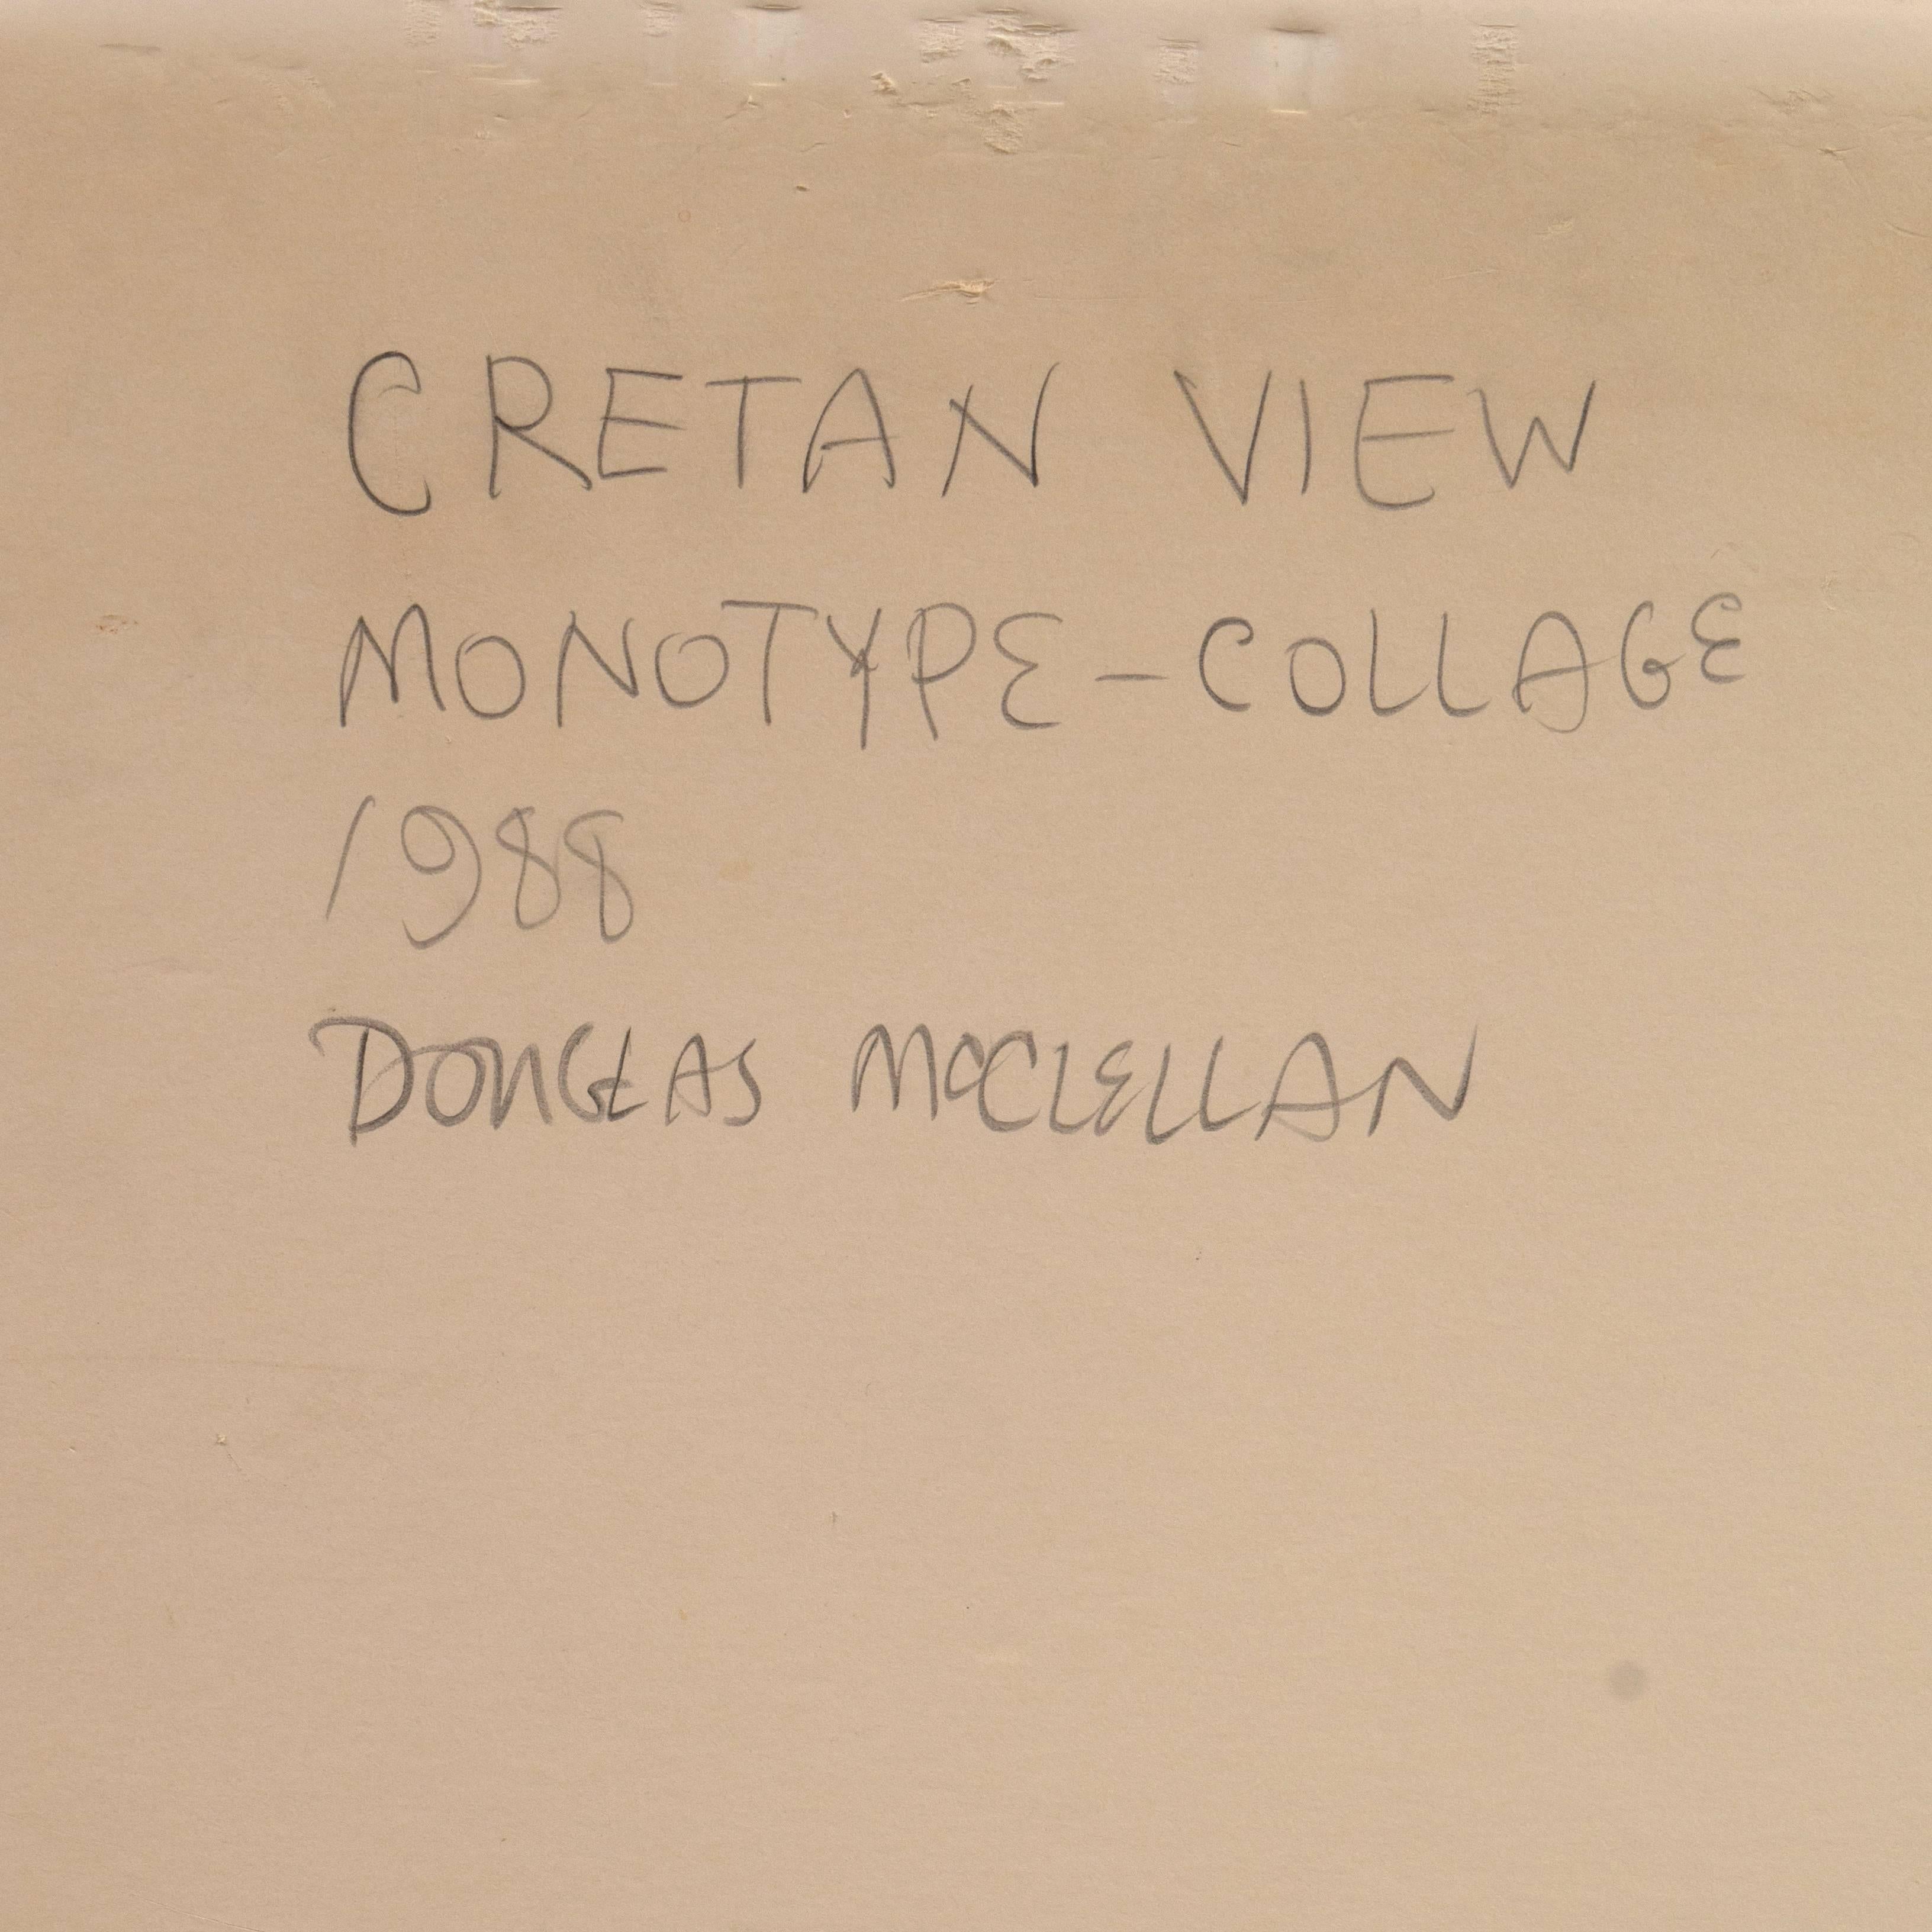 CRETAN VIEW
MONOTYPE-COLLAGE
1988
DOUGLAS MCCLELLAN